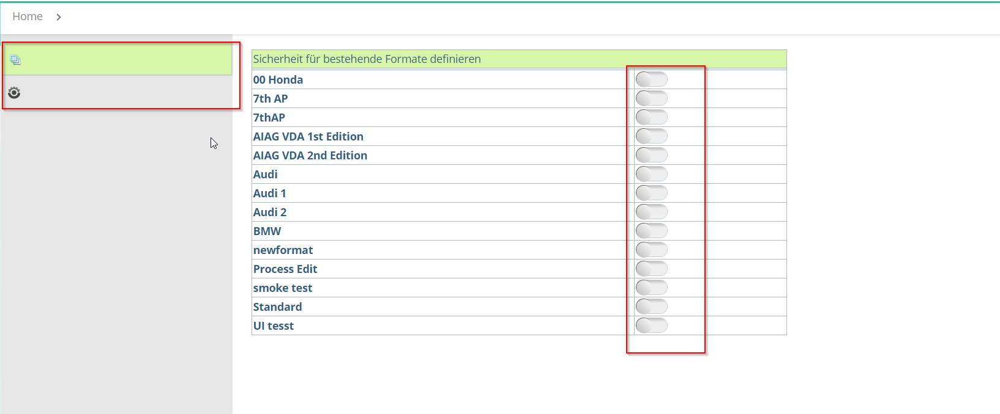 Home
Sicherheit für bestehende Formate definieren
00 Honda
7th AP
7thAP
AIAG VDA 1st Edition
AIAG VDA 2nd Edition
Audi
Audi 1
Audi 2
BMW
newformat
Process Edit
smoke test
Standard
UI tesst